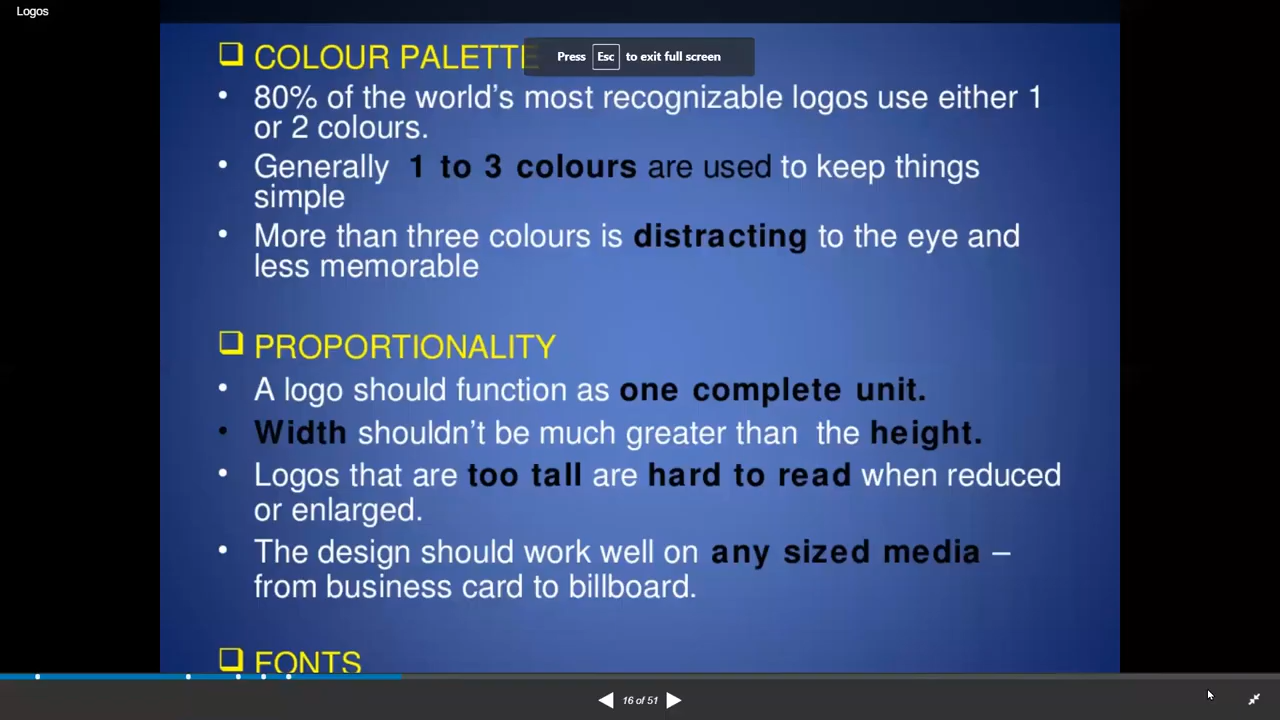 Logos
❑ COLOUR PALETTE
Press Esc to exit full screen
• 80% of the world's most recognizable logos use either 1
or 2 colours.
• Generally 1 to 3 colours are used to keep things
simple
• More than three colours is distracting to the eye and
less memorable
❑ PROPORTIONALITY
• A logo should function as one complete unit.
• Width shouldn't be much greater than the height.
• Logos that are too tall are hard to read when reduced
or enlarged.
• The design should work well on any sized media –
from business card to billboard.
❑ FONTS
16 of 51